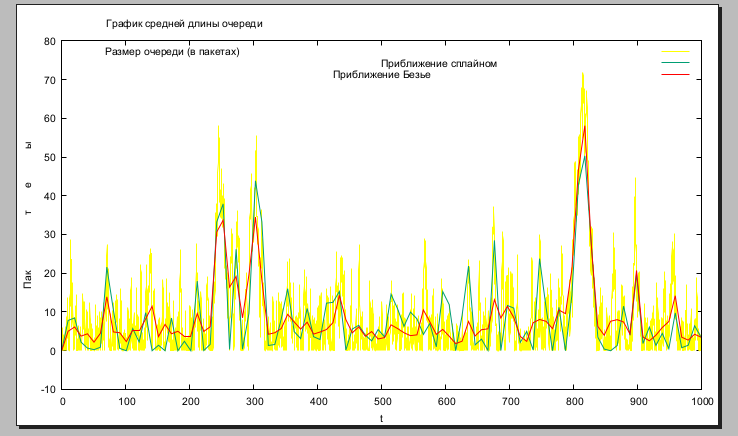 График средней длины очереди
80
Размер очереди (в пакетах)
Приближение сплайном
Приближение Безье
70
60
50
40
30
20
10
0
-10
Пак т е ы
0 100 200 300 400 500 600 700 800 900 1000
t